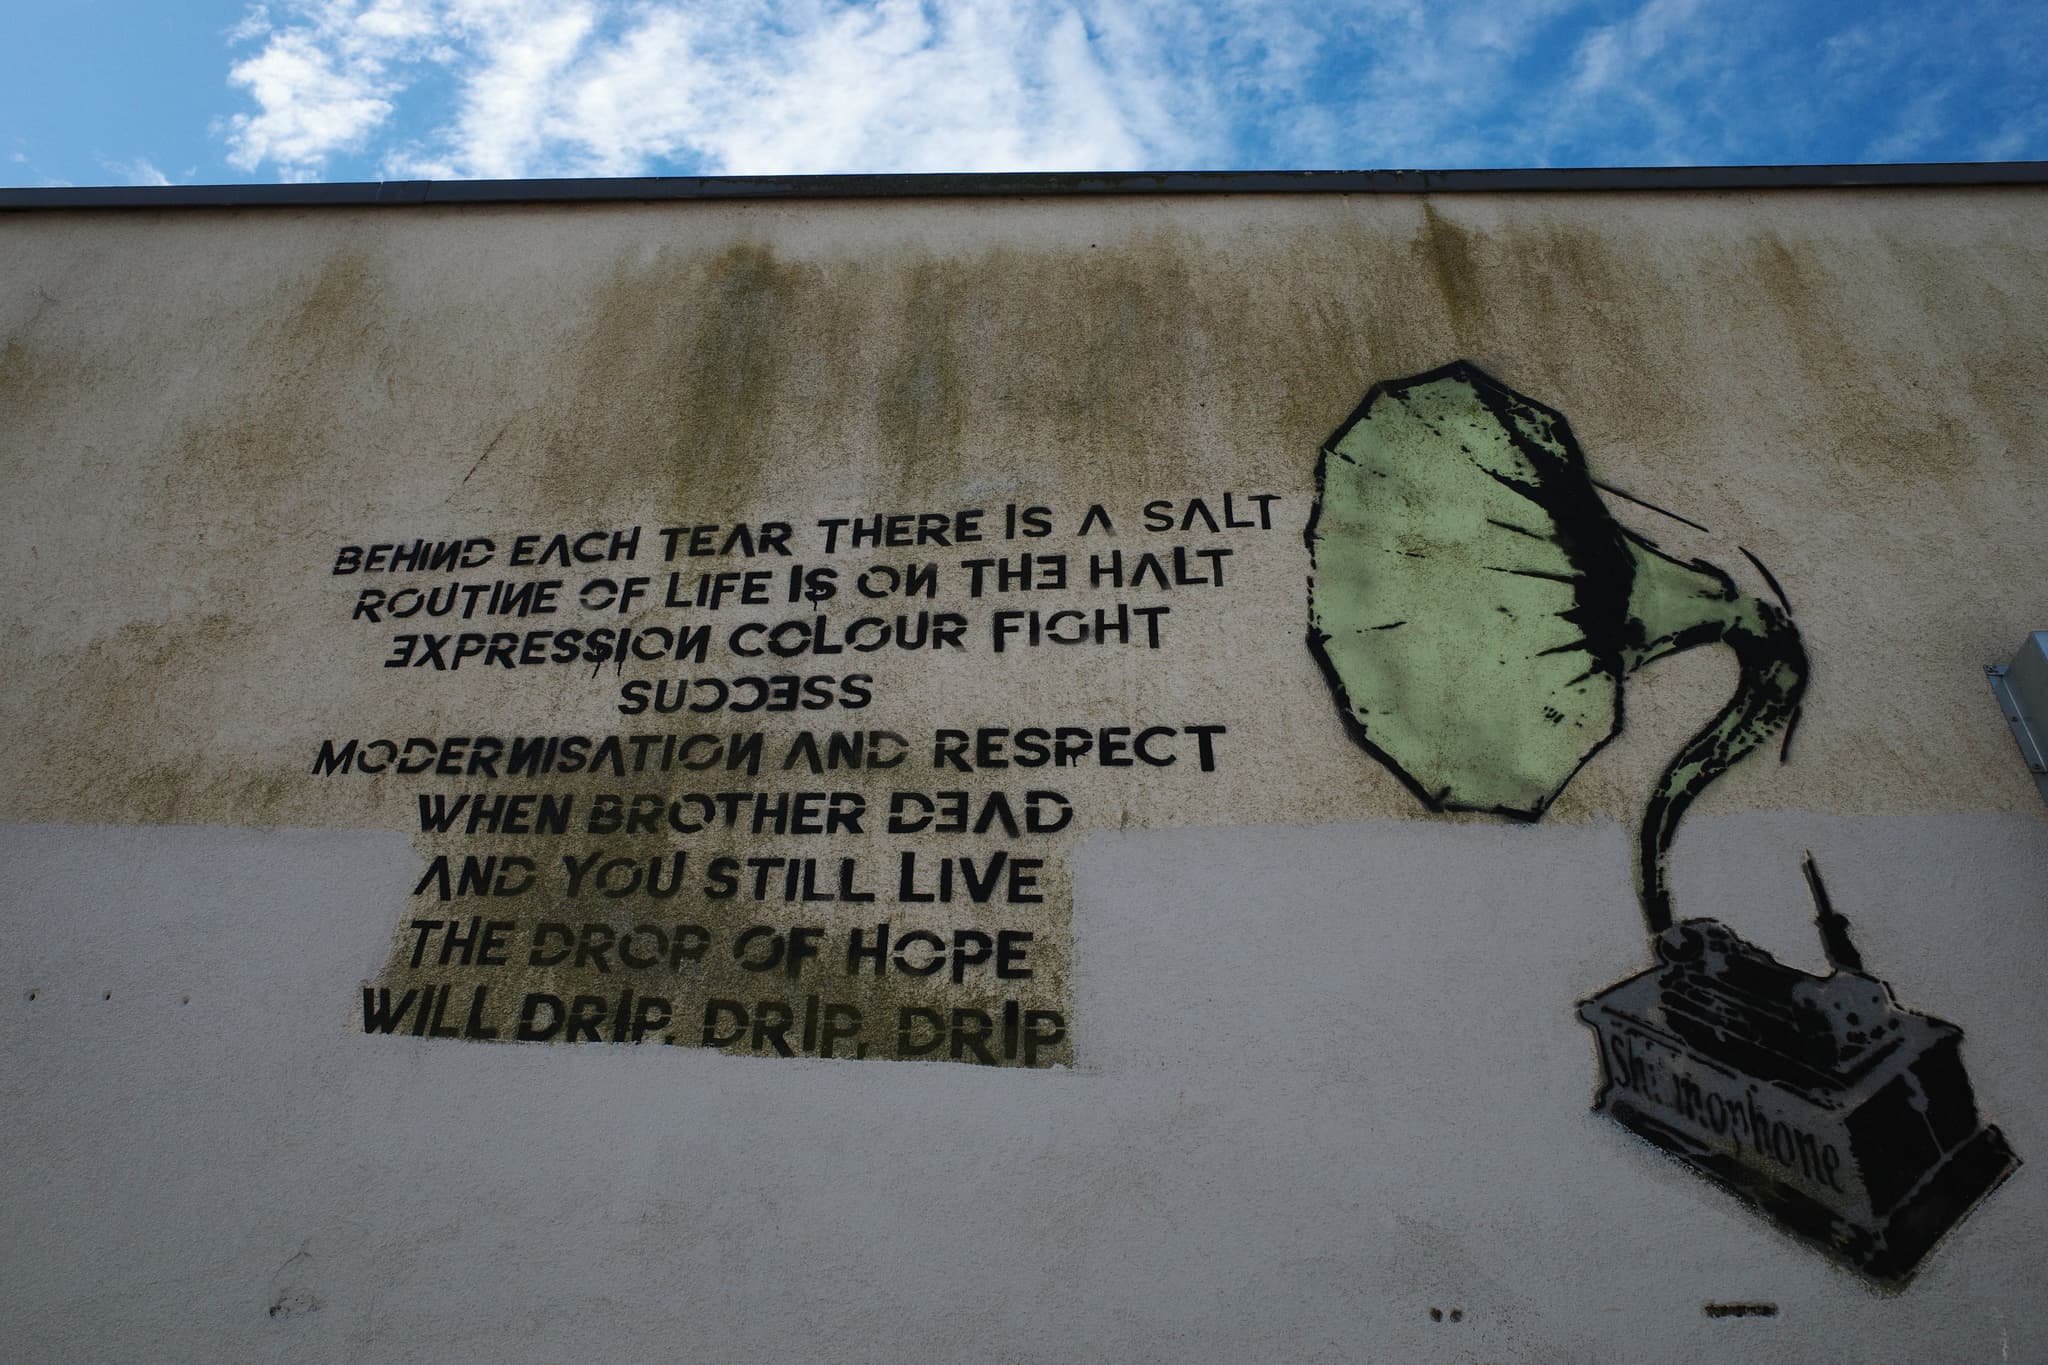 BEHIND EACH TEAR THERE IS A SALT
ROUTINE OF LIFE IS ON THE HALT
EXPRESSION COLOUR FIGHT
SUCCESS
MODERNISATION AND RESPECT
WHEN BROTHER DEAD
AND YOU STILL LIVE
THE DROP OF HOPE
WILL DRIP, DRIP, DRIP